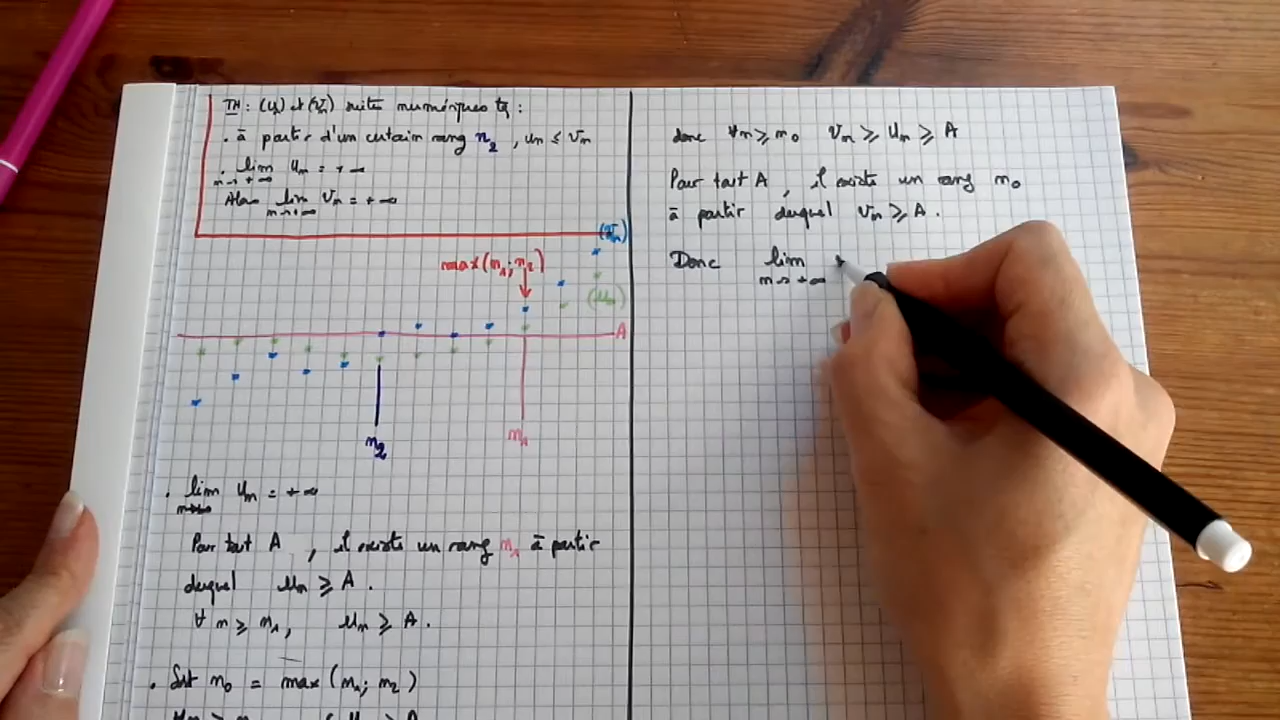 TH : (un) et (vn) suites numériques tq :
. à partir d'un certain rang n2 , un ≤ vn
. lim un = +∞
n→+∞
Alors lim vn = +∞
n→+∞
(vn)
max(n1;n2)
(un)
A
n2
n1
. lim un = +∞
n→+∞
Pour tout A , il existe un rang n1 à partir
duquel un ≥ A .
∀ n ≥ n1, un ≥ A .
. Soit n0 = max (n1; n2)
donc ∀n ≥ n0 vn ≥ un ≥ A
Pour tout A , il existe un rang n0
à partir duquel vn ≥ A .
Donc lim
n→+∞